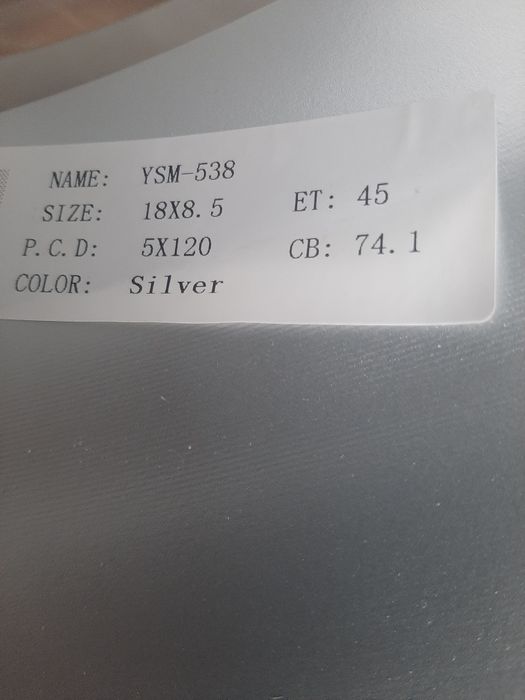 NAME: YSM-538
SIZE: 18X8.5 ET: 45
P.C.D: 5X120 CB: 74.1
COLOR: Silver